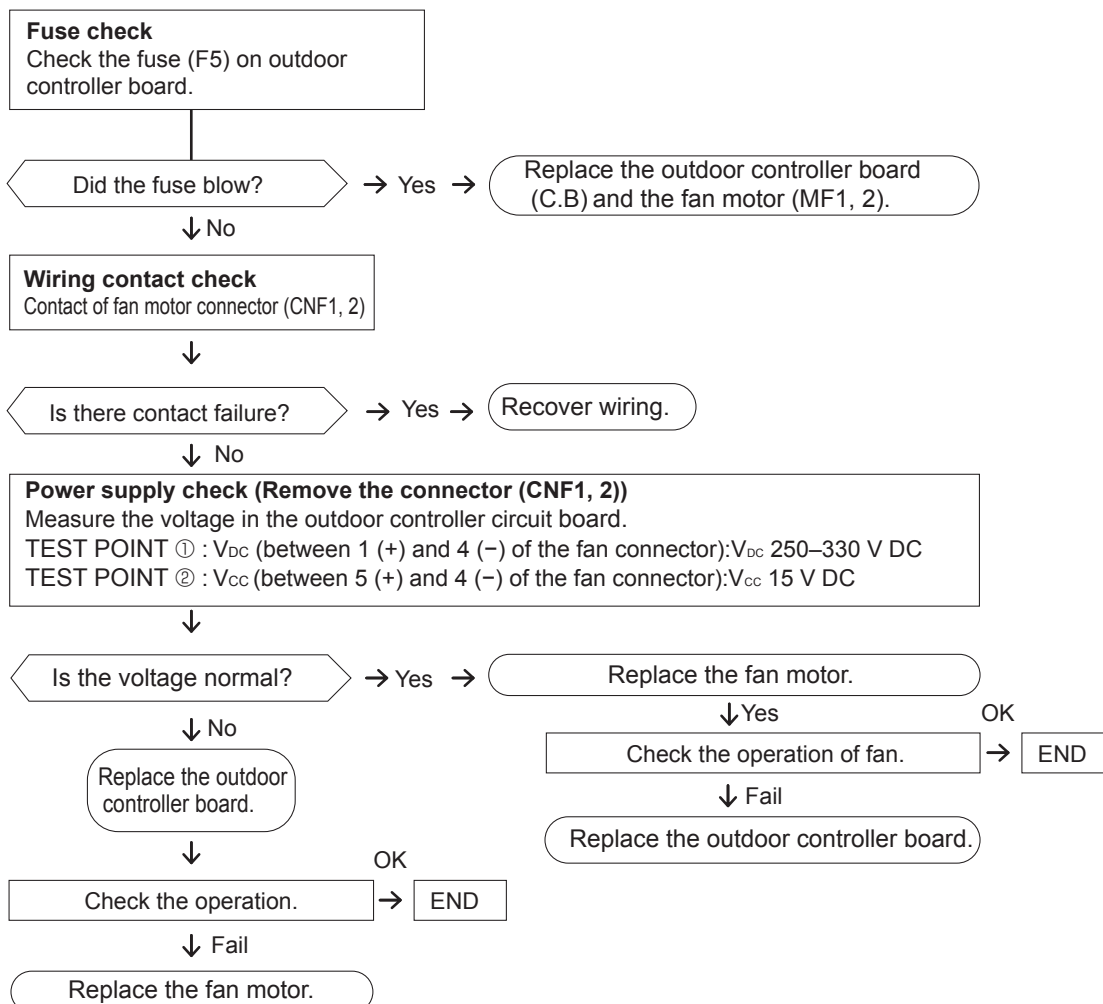 Fuse check
Check the fuse (F5) on outdoor
controller board.
Did the fuse blow?
→ Yes →
Replace the outdoor controller board
(C.B) and the fan motor (MF1, 2).
↓ No
Wiring contact check
Contact of fan motor connector (CNF1, 2)
↓
Is there contact failure?
→ Yes →
Recover wiring.
↓ No
Power supply check (Remove the connector (CNF1, 2))
Measure the voltage in the outdoor controller circuit board.
TEST POINT ① : VDC (between 1 (+) and 4 (−) of the fan connector):VDC 250–330 V DC
TEST POINT ② : VCC (between 5 (+) and 4 (−) of the fan connector):VCC 15 V DC
↓
Is the voltage normal?
→ Yes →
Replace the fan motor.
↓Yes
Check the operation of fan.
OK
→
END
↓ Fail
Replace the outdoor controller board.
↓ No
Replace the outdoor
controller board.
↓
Check the operation.
OK
→
END
↓ Fail
Replace the fan motor.